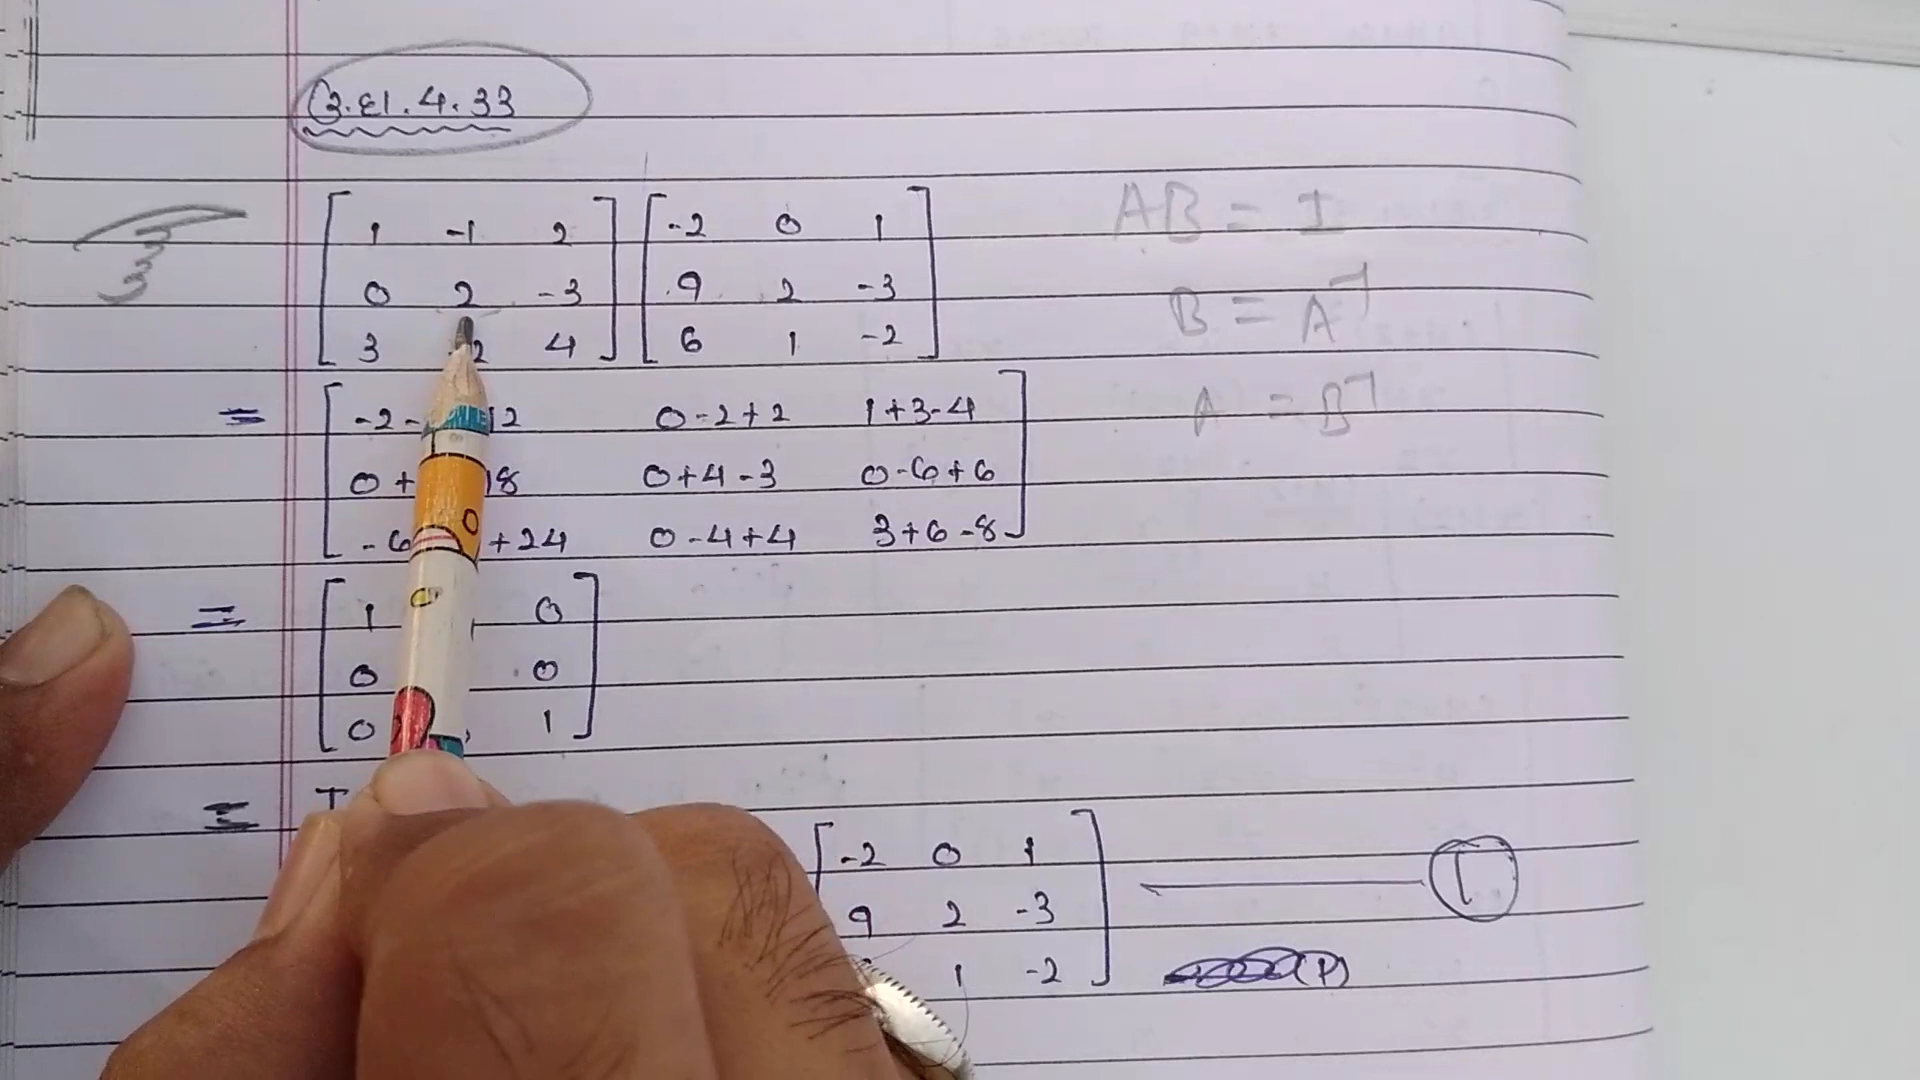 ઉ.દા.4.33
[1 -1 2] [-2 0 1] AB = I
[0 2 -3] [9 2 -3] B = A⁻¹
[3 2 4] [6 1 -2]
= [-2- 12 0-2+2 1+3-4] A = B⁻¹
[0+ 18 0+4-3 0-6+6]
[-6 +24 0-4+4 3+6-8]
= [1 0]
[0 0]
[0 1]
= I
[-2 0 1] ——— (1)
[9 2 -3]
[1 -2] (P)